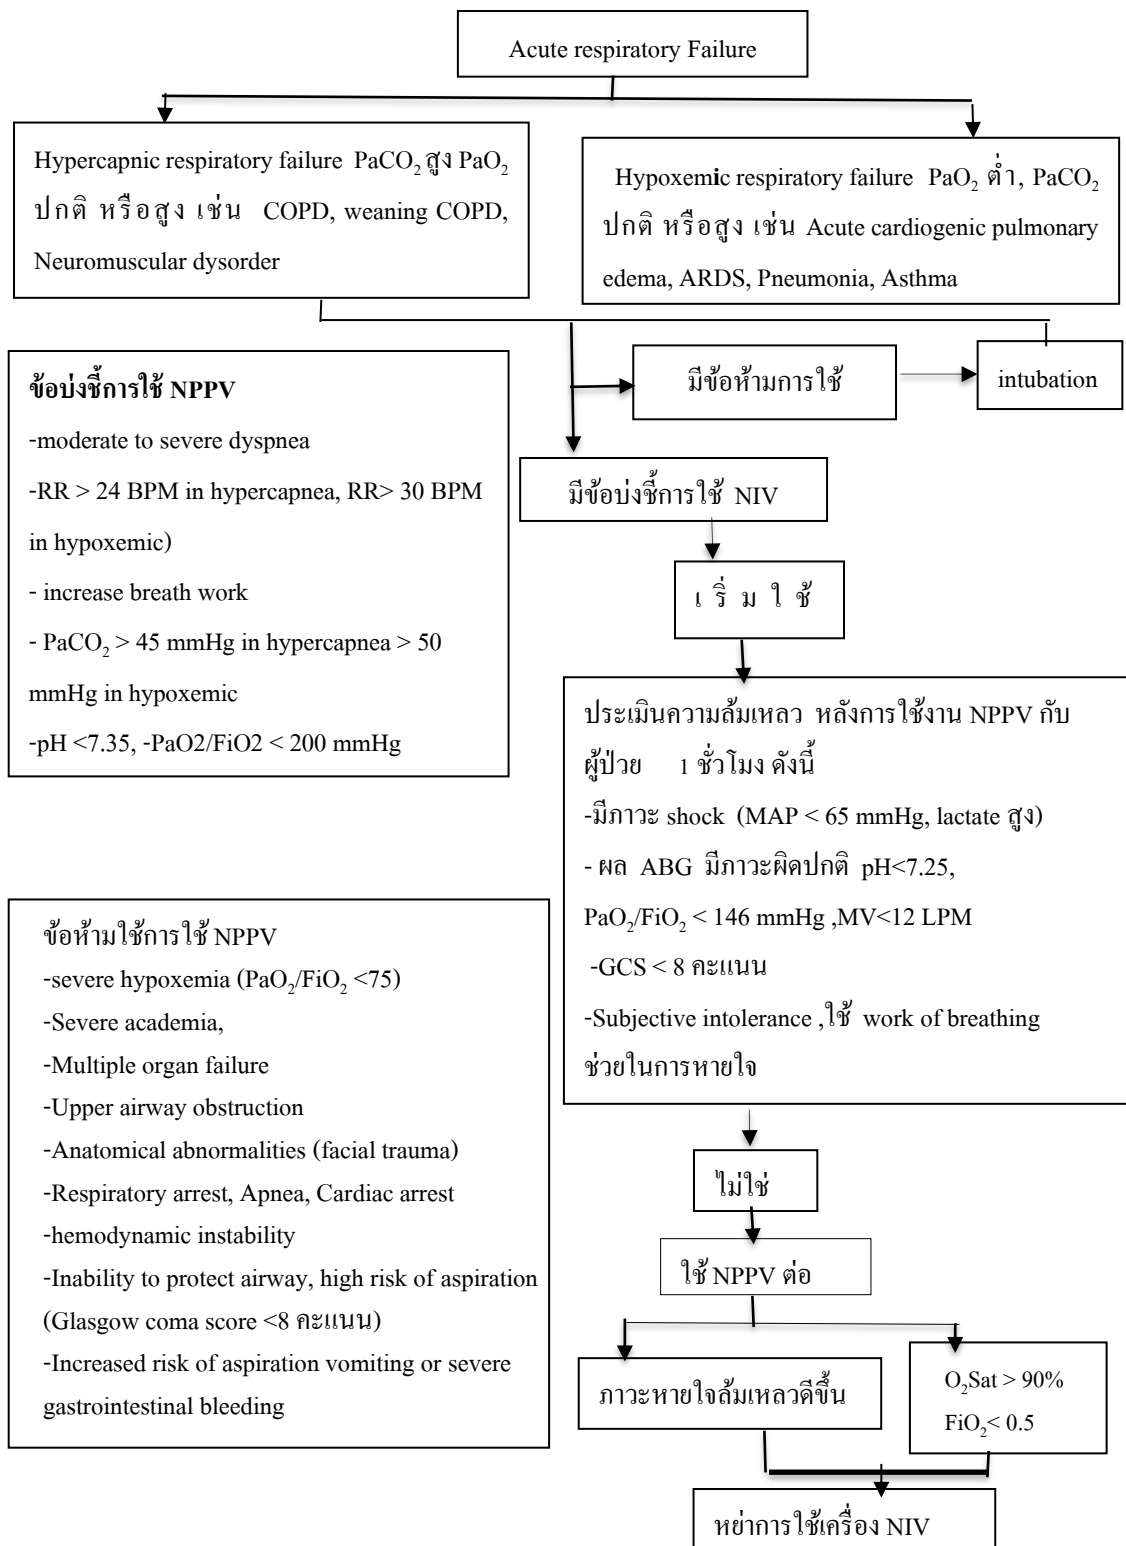 Acute respiratory Failure
Hypercapnic respiratory failure PaCO₂ สูง PaO₂
ปกติ หรือสูง เช่น COPD, weaning COPD,
Neuromuscular dysorder
Hypoxemic respiratory failure PaO₂ ต่ำ, PaCO₂
ปกติ หรือสูง เช่น Acute cardiogenic pulmonary
edema, ARDS, Pneumonia, Asthma
ข้อบ่งชี้การใช้ NPPV
-moderate to severe dyspnea
-RR > 24 BPM in hypercapnea, RR> 30 BPM
in hypoxemic)
- increase breath work
- PaCO₂ > 45 mmHg in hypercapnea > 50
mmHg in hypoxemic
-pH <7.35, -PaO2/FiO2 < 200 mmHg
มีข้อห้ามการใช้
intubation
มีข้อบ่งชี้การใช้ NIV
เริ่มใช้
ประเมินความล้มเหลว หลังการใช้งาน NPPV กับ
ผู้ป่วย 1 ชั่วโมง ดังนี้
-มีภาวะ shock (MAP < 65 mmHg, lactate สูง)
- ผล ABG มีภาวะผิดปกติ pH<7.25,
PaO₂/FiO₂ < 146 mmHg ,MV<12 LPM
-GCS < 8 คะแนน
-Subjective intolerance ,ใช้ work of breathing
ช่วยในการหายใจ
ข้อห้ามใช้การใช้ NPPV
-severe hypoxemia (PaO₂/FiO₂ <75)
-Severe academia,
-Multiple organ failure
-Upper airway obstruction
-Anatomical abnormalities (facial trauma)
-Respiratory arrest, Apnea, Cardiac arrest
-hemodynamic instability
-Inability to protect airway, high risk of aspiration
(Glasgow coma score <8 คะแนน)
-Increased risk of aspiration vomiting or severe
gastrointestinal bleeding
ไม่ใช่
ใช้ NPPV ต่อ
ภาวะหายใจล้มเหลวดีขึ้น
O₂Sat > 90%
FiO₂< 0.5
หย่าการใช้เครื่อง NIV